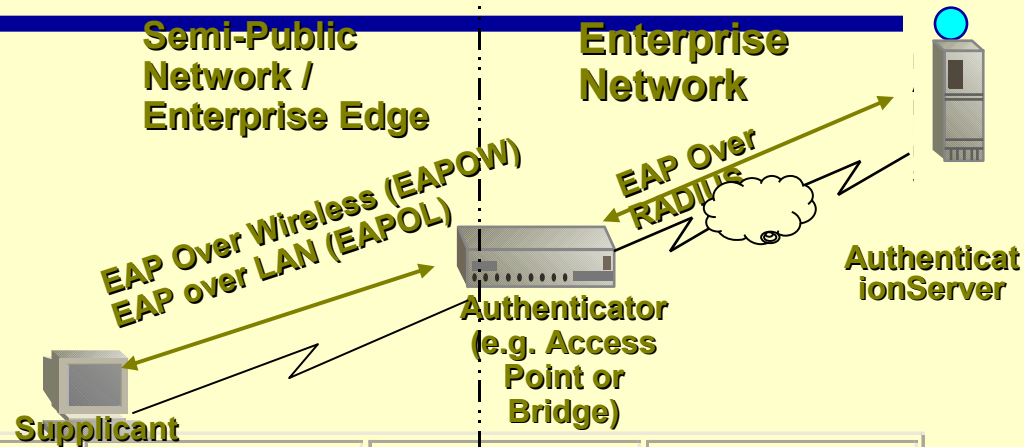 Semi-Public
Network /
Enterprise Edge
Enterprise
Network
EAP Over Wireless (EAPOW)
EAP over LAN (EAPOL)
EAP Over
RADIUS
Authenticat
ionServer
Authenticator
(e.g. Access
Point or
Bridge)
Supplicant